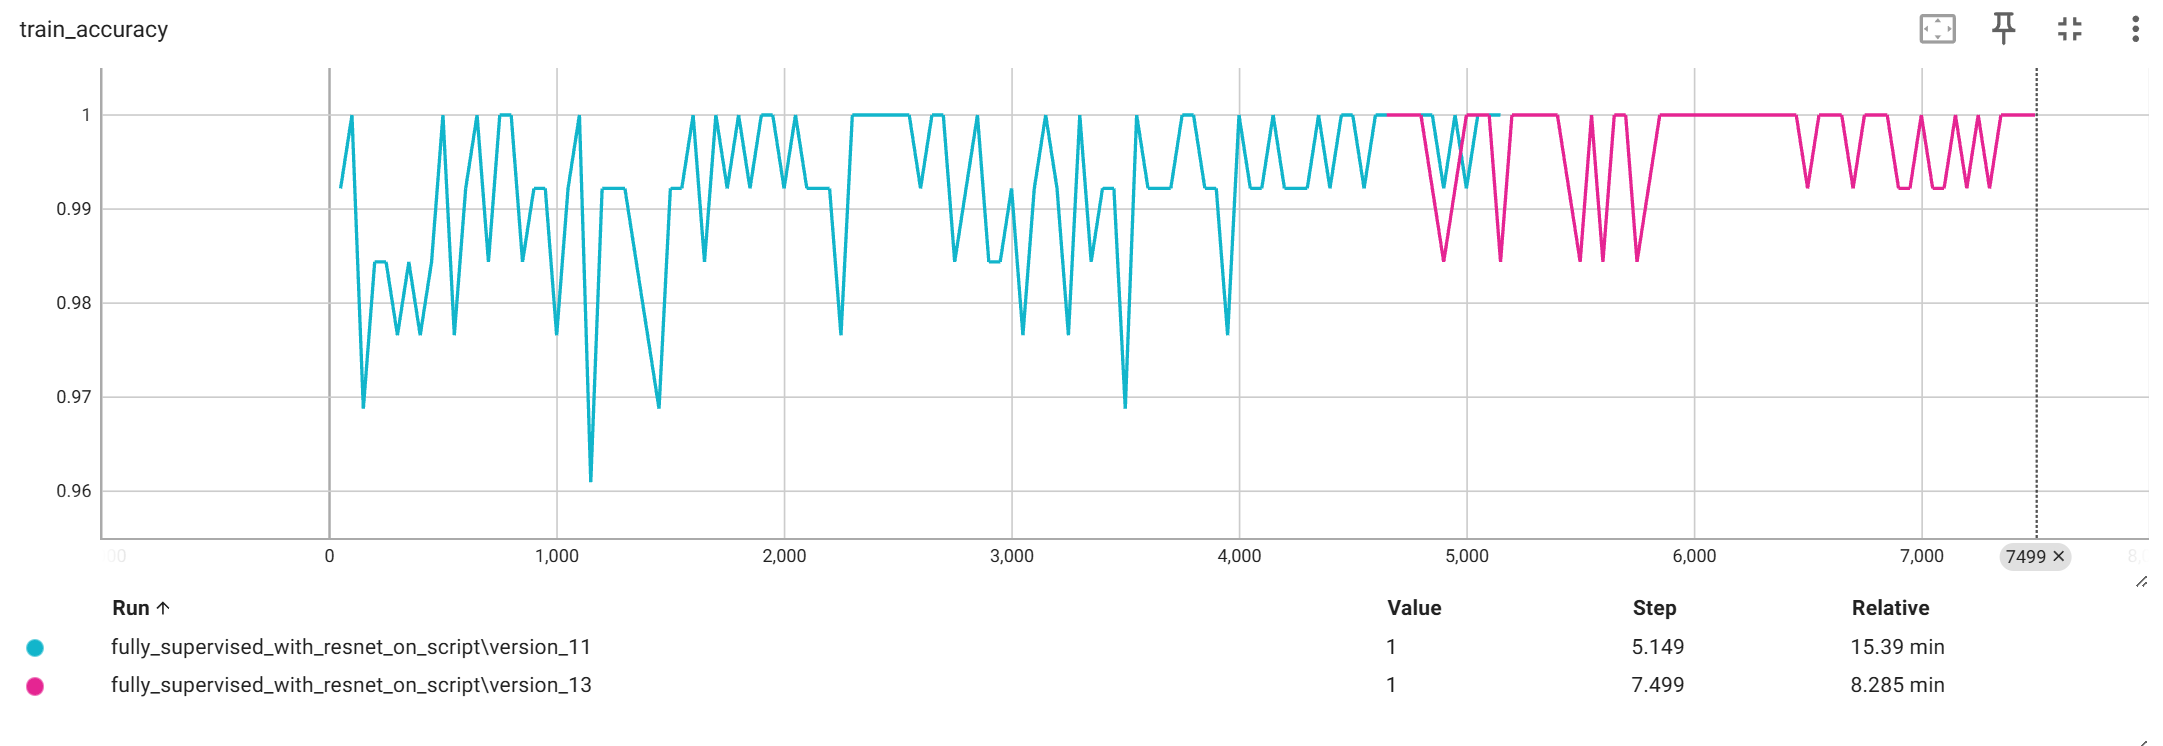 train_accuracy
1
0.99
0.98
0.97
0.96
00 0 1,000 2,000 3,000 4,000 5,000 6,000 7,000 7499 ✕
Run ↑ Value Step Relative
fully_supervised_with_resnet_on_script\version_11 1 5.149 15.39 min
fully_supervised_with_resnet_on_script\version_13 1 7.499 8.285 min